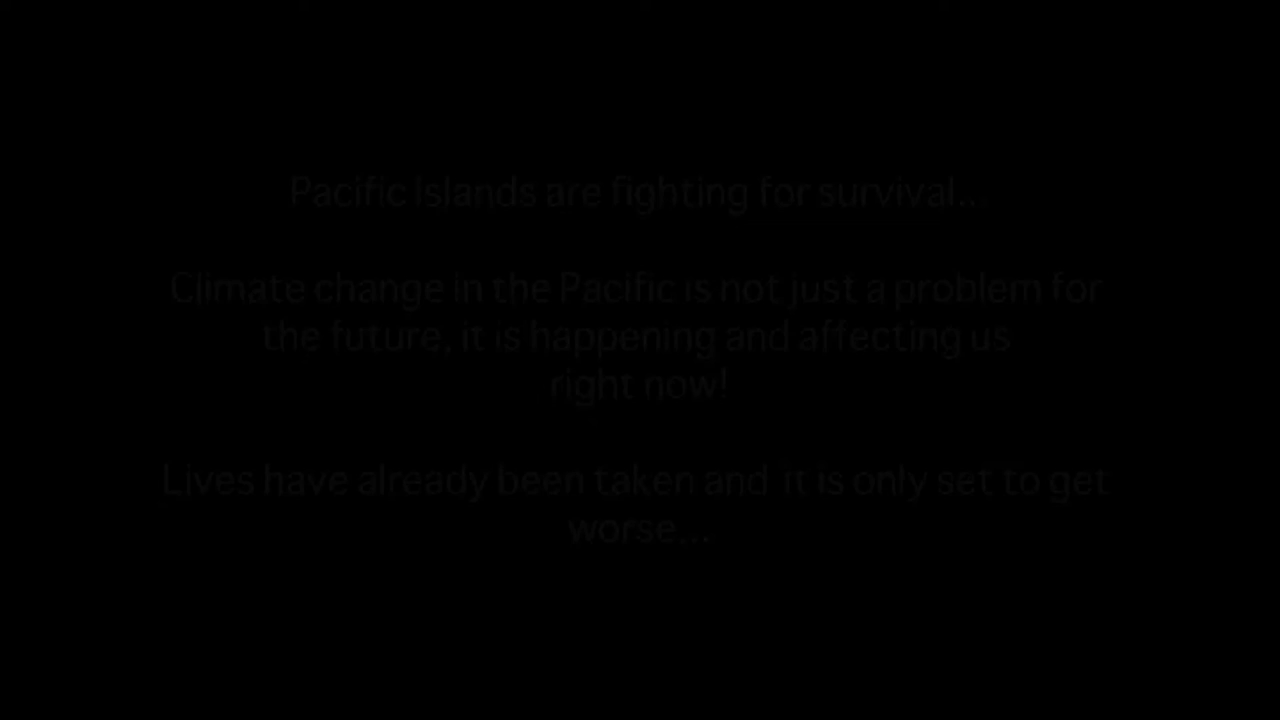 Pacific Islands are fighting for survival...
Climate change in the Pacific is not just a problem for
the future, it is happening and affecting us
right now!
Lives have already been taken and it is only set to get
worse...